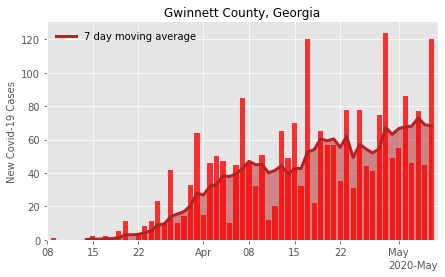 Gwinnett County, Georgia
7 day moving average
New Covid-19 Cases
120
100
80
60
40
20
0
08 15 22 Apr 08 15 22 May
2020-May